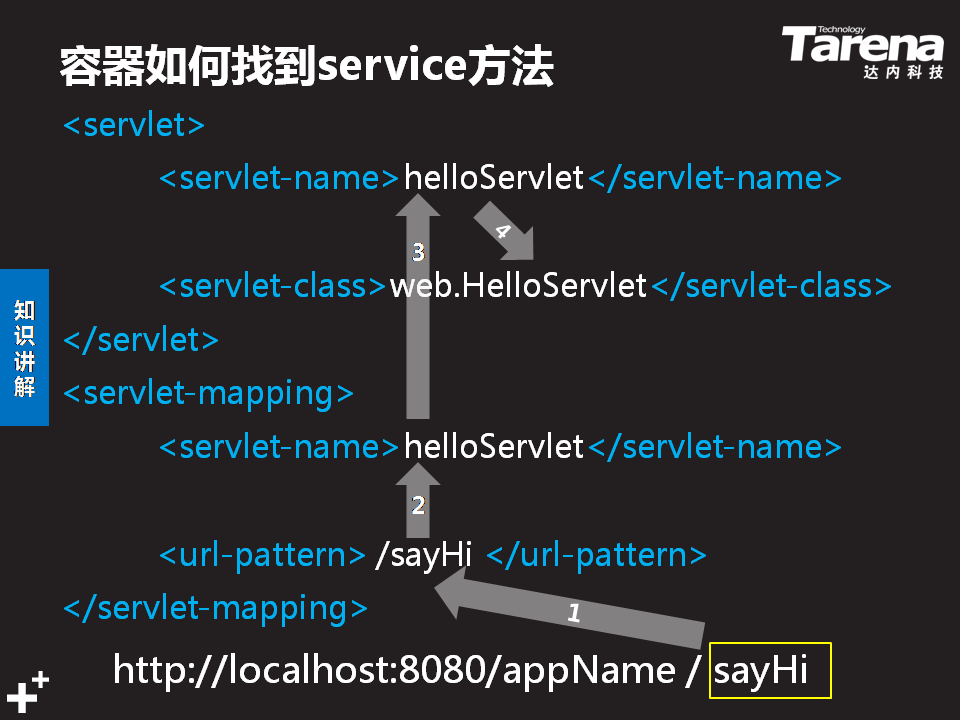 容器如何找到service方法
Technology
Tarena
达内科技
<servlet>
<servlet-name>helloServlet</servlet-name>
3
4
<servlet-class>web.HelloServlet</servlet-class>
知识讲解
</servlet>
<servlet-mapping>
<servlet-name>helloServlet</servlet-name>
2
<url-pattern> /sayHi </url-pattern>
</servlet-mapping>
1
http://localhost:8080/appName / sayHi